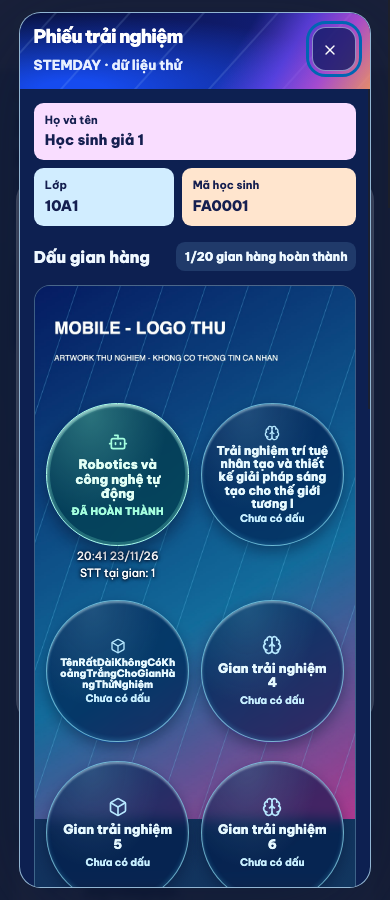 Phiếu trải nghiệm
STEMDAY · dữ liệu thử
Họ và tên
Học sinh giả 1
Lớp
10A1
Mã học sinh
FA0001
Dấu gian hàng
1/20 gian hàng hoàn thành
MOBILE - LOGO THU
ARTWORK THU NGHIEM - KHONG CO THONG TIN CA NHAN
Robotics và
công nghệ tự
động
ĐÃ HOÀN THÀNH
20:41 23/11/26
STT tại gian: 1
Trải nghiệm trí tuệ
nhân tạo và thiết
kế giải pháp sáng
tạo cho thế giới
tương l
Chưa có dấu
TênRấtDàiKhôngCóKh
oảngTrắngChoGianHà
ngThửNghiệm
Chưa có dấu
Gian trải nghiệm
4
Chưa có dấu
Gian trải nghiệm
5
Chưa có dấu
Gian trải nghiệm
6
Chưa có dấu